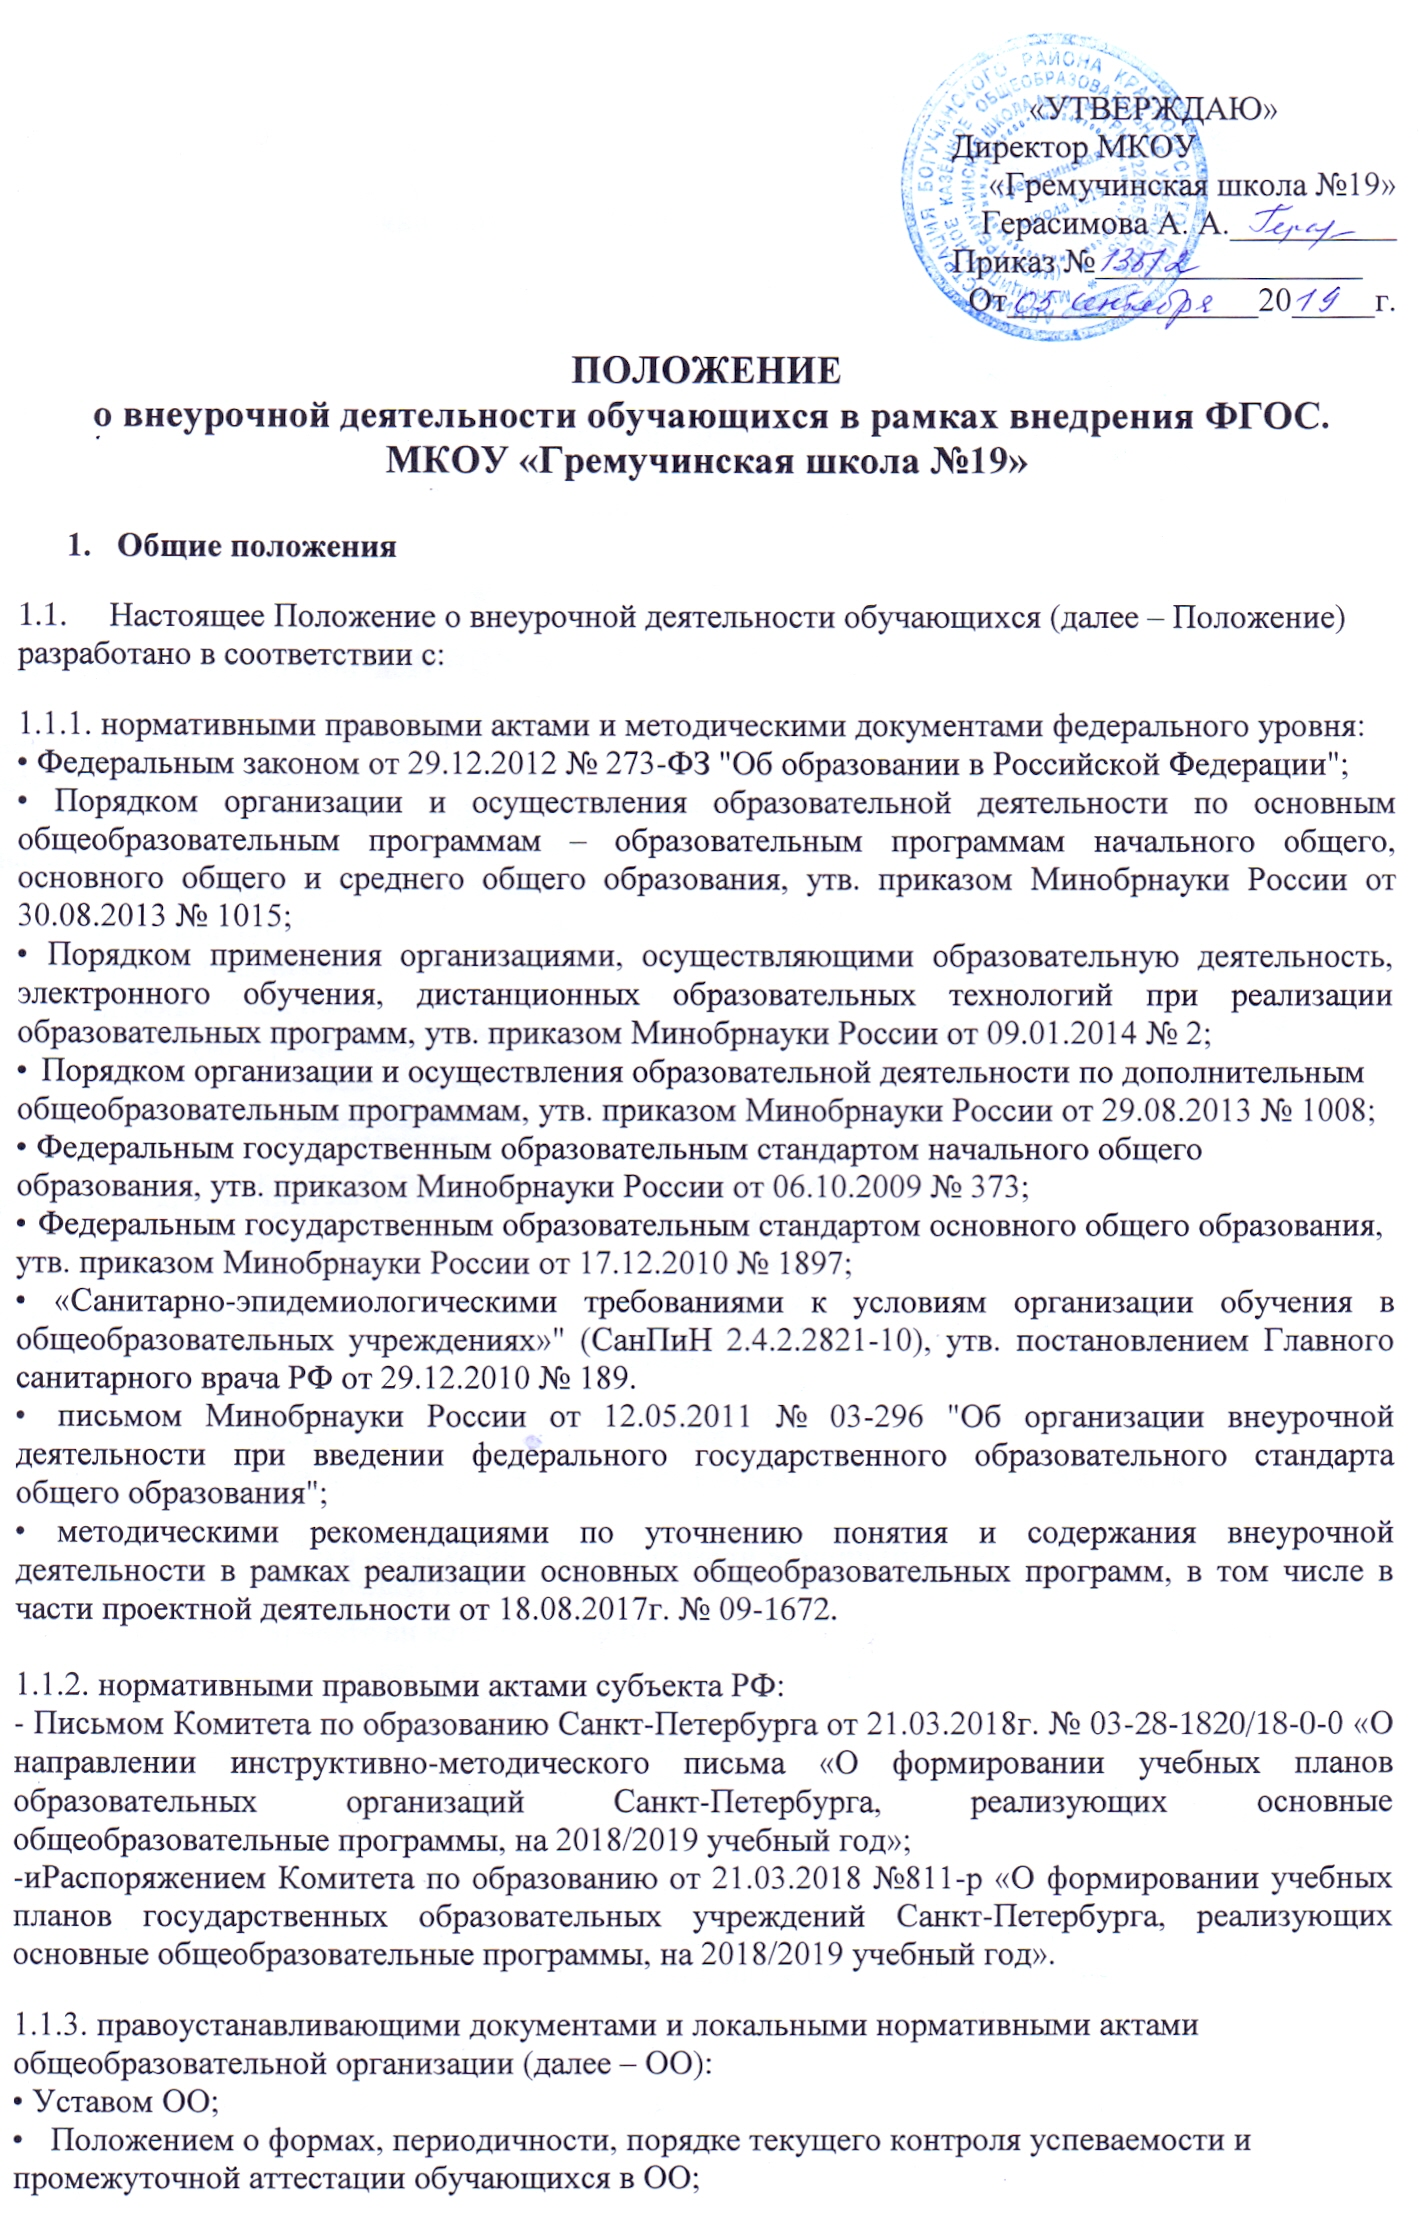 «УТВЕРЖДАЮ»
Директор МКОУ
«Гремучинская школа №19»
Герасимова А. А.
Приказ №
От 05 сентября 2019 г.
ПОЛОЖЕНИЕ
о внеурочной деятельности обучающихся в рамках внедрения ФГОС.
МКОУ «Гремучинская школа №19»
1. Общие положения
1.1. Настоящее Положение о внеурочной деятельности обучающихся (далее – Положение)
разработано в соответствии с:
1.1.1. нормативными правовыми актами и методическими документами федерального уровня:
• Федеральным законом от 29.12.2012 № 273-ФЗ "Об образовании в Российской Федерации";
• Порядком организации и осуществления образовательной деятельности по основным
общеобразовательным программам – образовательным программам начального общего,
основного общего и среднего общего образования, утв. приказом Минобрнауки России от
30.08.2013 № 1015;
• Порядком применения организациями, осуществляющими образовательную деятельность,
электронного обучения, дистанционных образовательных технологий при реализации
образовательных программ, утв. приказом Минобрнауки России от 09.01.2014 № 2;
• Порядком организации и осуществления образовательной деятельности по дополнительным
общеобразовательным программам, утв. приказом Минобрнауки России от 29.08.2013 № 1008;
• Федеральным государственным образовательным стандартом начального общего
образования, утв. приказом Минобрнауки России от 06.10.2009 № 373;
• Федеральным государственным образовательным стандартом основного общего образования,
утв. приказом Минобрнауки России от 17.12.2010 № 1897;
• «Санитарно-эпидемиологическими требованиями к условиям организации обучения в
общеобразовательных учреждениях»" (СанПиН 2.4.2.2821-10), утв. постановлением Главного
санитарного врача РФ от 29.12.2010 № 189.
• письмом Минобрнауки России от 12.05.2011 № 03-296 "Об организации внеурочной
деятельности при введении федерального государственного образовательного стандарта
общего образования";
• методическими рекомендациями по уточнению понятия и содержания внеурочной
деятельности в рамках реализации основных общеобразовательных программ, в том числе в
части проектной деятельности от 18.08.2017г. № 09-1672.
1.1.2. нормативными правовыми актами субъекта РФ:
- Письмом Комитета по образованию Санкт-Петербурга от 21.03.2018г. № 03-28-1820/18-0-0 «О
направлении инструктивно-методического письма «О формировании учебных планов
образовательных организаций Санкт-Петербурга, реализующих основные
общеобразовательные программы, на 2018/2019 учебный год»;
-иРаспоряжением Комитета по образованию от 21.03.2018 №811-р «О формировании учебных
планов государственных образовательных учреждений Санкт-Петербурга, реализующих
основные общеобразовательные программы, на 2018/2019 учебный год».
1.1.3. правоустанавливающими документами и локальными нормативными актами
общеобразовательной организации (далее – ОО):
• Уставом ОО;
• Положением о формах, периодичности, порядке текущего контроля успеваемости и
промежуточной аттестации обучающихся в ОО;